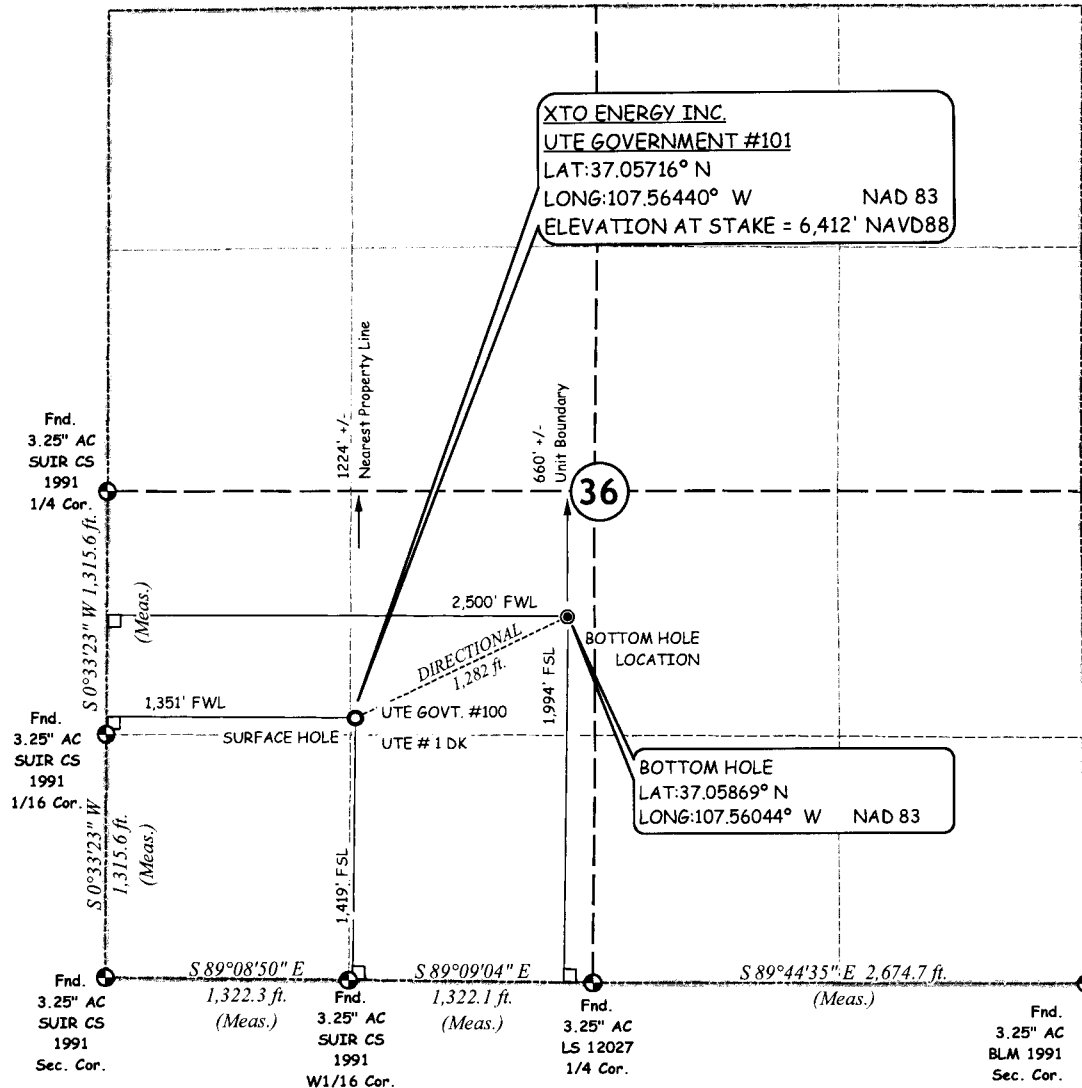 XTO ENERGY INC.
UTE GOVERNMENT #101
LAT:37.05716° N
LONG:107.56440° W NAD 83
ELEVATION AT STAKE = 6,412' NAVD88
1224' +/-
Nearest Property Line
660' +/-
Unit Boundary
36
Fnd.
3.25" AC
SUIR CS
1991
1/4 Cor.
S 0°33'23" W 1,315.6 ft.
(Meas.)
2,500' FWL
DIRECTIONAL
1,282 ft.
BOTTOM HOLE
LOCATION
1,994' FSL
1,351' FWL
UTE GOVT. #100
SURFACE HOLE
UTE # 1 DK
Fnd.
3.25" AC
SUIR CS
1991
1/16 Cor.
BOTTOM HOLE
LAT:37.05869° N
LONG:107.56044° W NAD 83
S 0°33'23" W
1,315.6 ft.
(Meas.)
1,419' FSL
S 89°08'50" E
1,322.3 ft.
(Meas.)
S 89°09'04" E
1,322.1 ft.
(Meas.)
S 89°44'35" E 2,674.7 ft.
(Meas.)
Fnd.
3.25" AC
SUIR CS
1991
Sec. Cor.
Fnd.
3.25" AC
SUIR CS
1991
W1/16 Cor.
Fnd.
3.25" AC
LS 12027
1/4 Cor.
Fnd.
3.25" AC
BLM 1991
Sec. Cor.